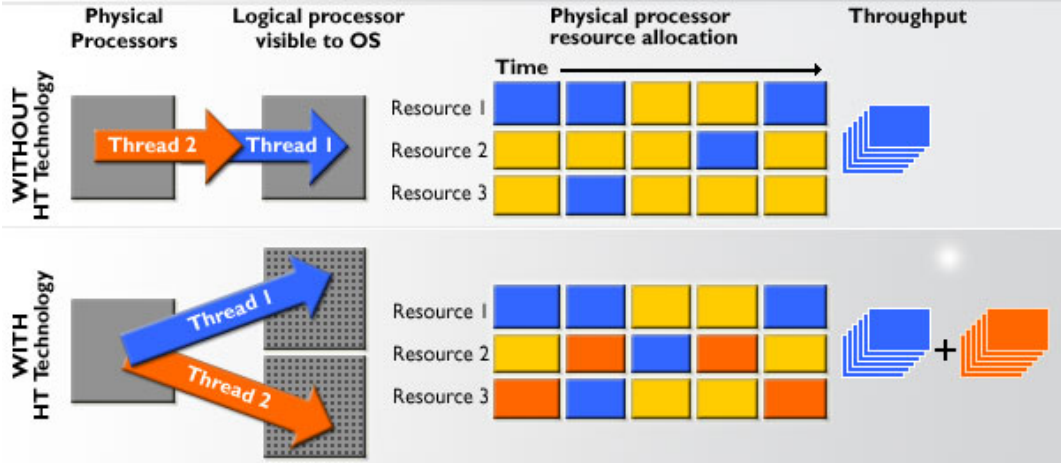 Physical
Processors
Logical processor
visible to OS
Physical processor
resource allocation
Throughput
Time
WITHOUT
HT Technology
Thread 2
Thread 1
Resource 1
Resource 2
Resource 3
WITH
HT Technology
Thread 1
Thread 2
Resource 1
Resource 2
Resource 3
+